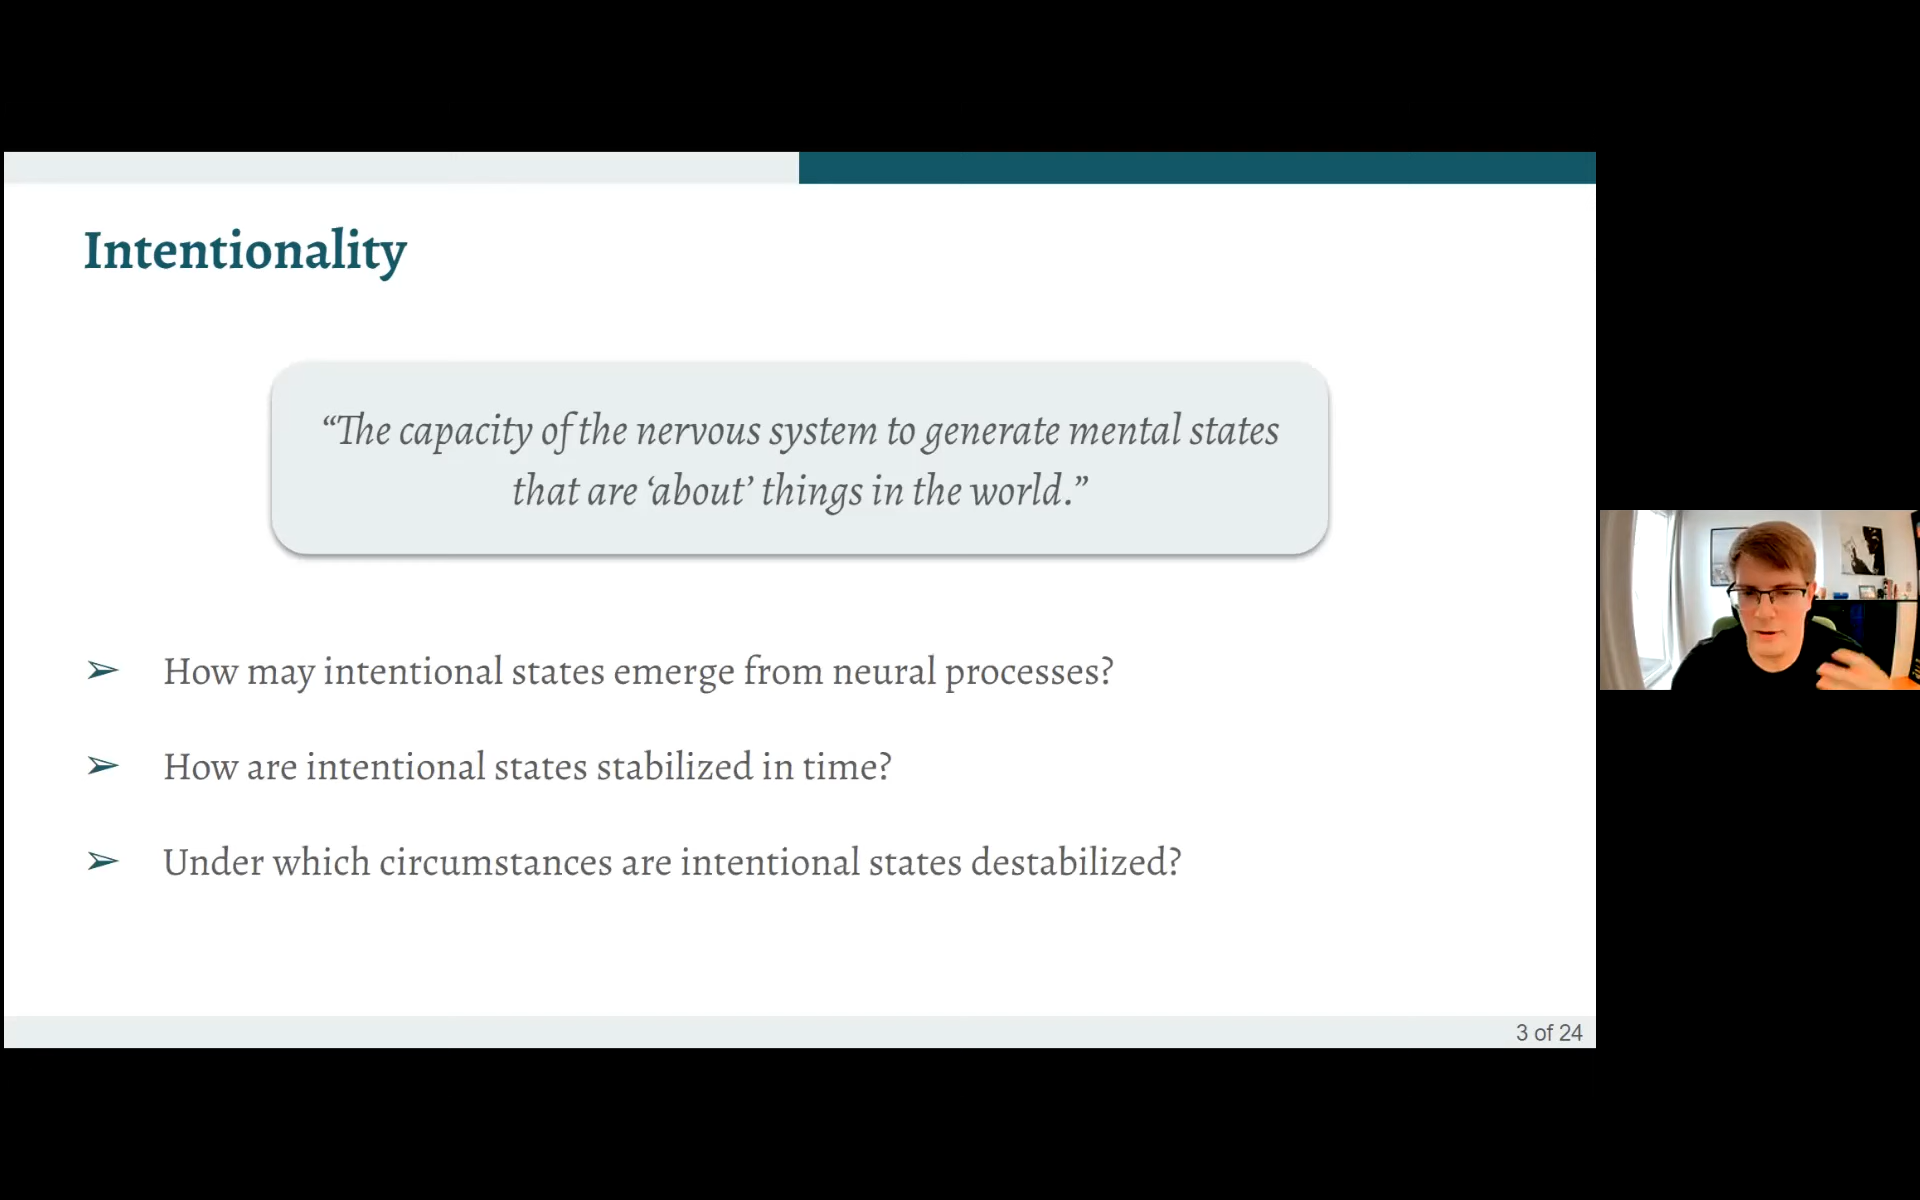 Intentionality
“The capacity of the nervous system to generate mental states
that are ‘about’ things in the world.”
➢ How may intentional states emerge from neural processes?
➢ How are intentional states stabilized in time?
➢ Under which circumstances are intentional states destabilized?
3 of 24